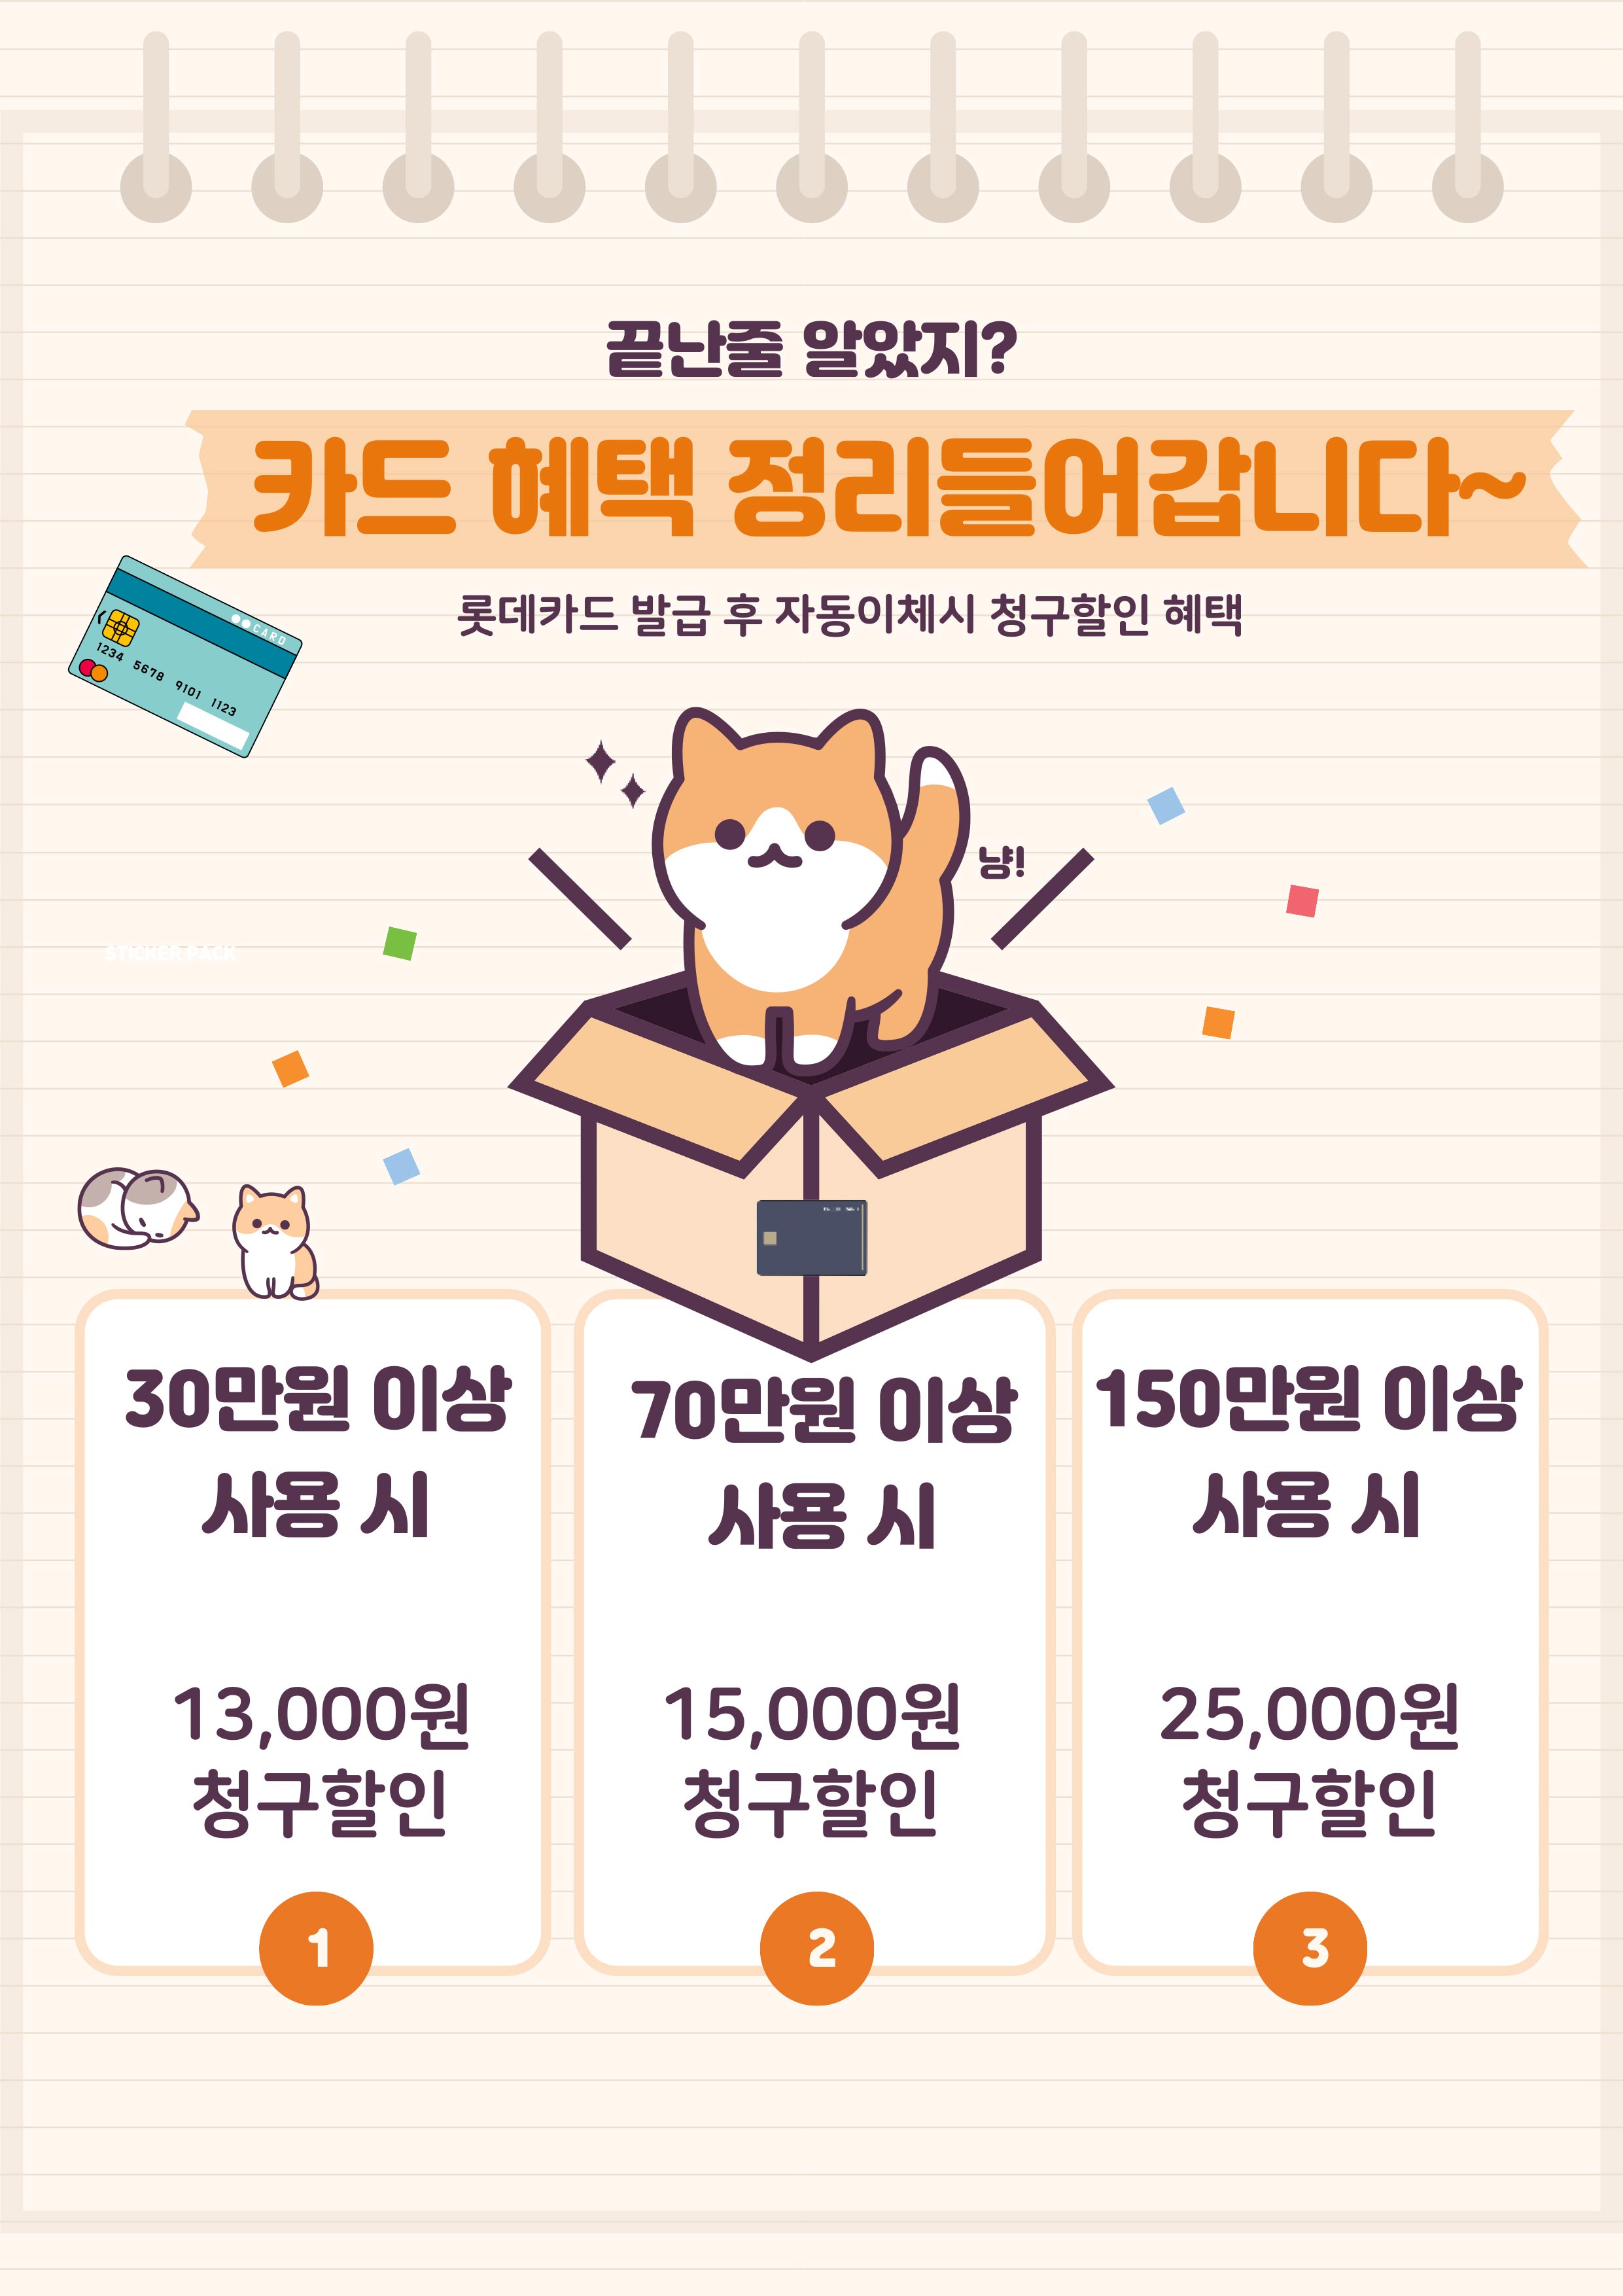 끝난줄 알았지?
카드 혜택 정리들어갑니다~
롯데카드 발급 후 자동이체시 청구할인 혜택
CARD
1234 5678 9101 1123
냥!
STICKER PACK
30만원 이상
사용 시
13,000원
청구할인
1
70만원 이상
사용 시
15,000원
청구할인
2
150만원 이상
사용 시
25,000원
청구할인
3